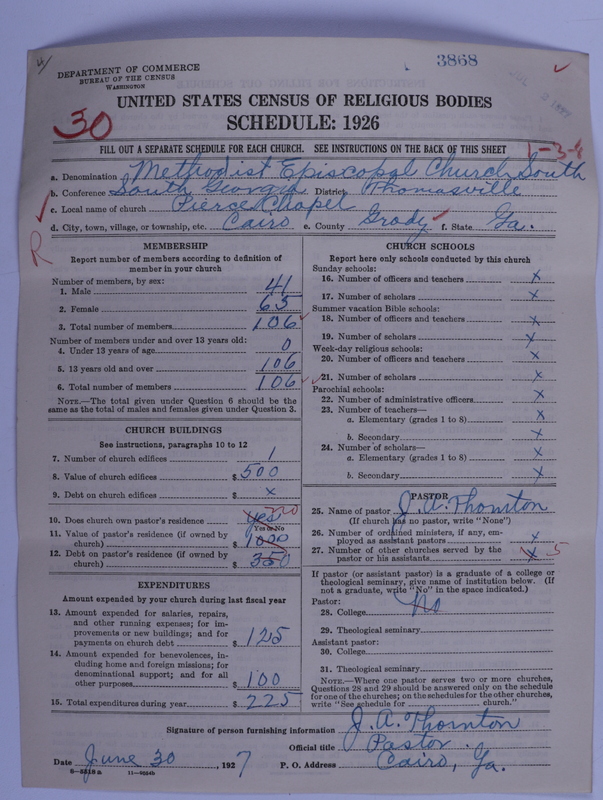 4/
3868
DEPARTMENT OF COMMERCE
BUREAU OF THE CENSUS
WASHINGTON
UNITED STATES CENSUS OF RELIGIOUS BODIES
SCHEDULE: 1926
30
FILL OUT A SEPARATE SCHEDULE FOR EACH CHURCH. SEE INSTRUCTIONS ON THE BACK OF THIS SHEET
1-3-8
a. Denomination Methodist Episcopal Church South
b. Conference South Georgia District Thomasville
c. Local name of church Pierce Chapel
d. City, town, village, or township, etc. Cairo e. County Grady f. State Ga.
R
MEMBERSHIP
Report number of members according to definition of
member in your church
Number of members, by sex:
1. Male 41
2. Female 65
3. Total number of members 106
Number of members under and over 13 years old:
4. Under 13 years of age 0
5. 13 years old and over 106
6. Total number of members 106
NOTE.—The total given under Question 6 should be the
same as the total of males and females given under Question 3.
CHURCH BUILDINGS
See instructions, paragraphs 10 to 12
7. Number of church edifices 1
8. Value of church edifices $ 500
9. Debt on church edifices $ x
10. Does church own pastor's residence yes no
Yes or No
11. Value of pastor's residence (if owned by
church) $ 1000
12. Debt on pastor's residence (if owned by
church) $ 350
EXPENDITURES
Amount expended by your church during last fiscal year
13. Amount expended for salaries, repairs,
and other running expenses; for im-
provements or new buildings; and for
payments on church debt $ 125
14. Amount expended for benevolences, in-
cluding home and foreign missions; for
denominational support; and for all
other purposes $ 100
15. Total expenditures during year $ 225
CHURCH SCHOOLS
Report here only schools conducted by this church
Sunday schools:
16. Number of officers and teachers x
17. Number of scholars x
Summer vacation Bible schools:
18. Number of officers and teachers x
19. Number of scholars x
Week-day religious schools:
20. Number of officers and teachers x
21. Number of scholars x
Parochial schools:
22. Number of administrative officers x
23. Number of teachers—
a. Elementary (grades 1 to 8) x
b. Secondary x
24. Number of scholars—
a. Elementary (grades 1 to 8) x
b. Secondary x
PASTOR
25. Name of pastor J. A. Thornton
(If church has no pastor, write "None")
26. Number of ordained ministers, if any, em-
ployed as assistant pastors x
27. Number of other churches served by the
pastor or his assistants x 5
If pastor (or assistant pastor) is a graduate of a college or
theological seminary, give name of institution below. (If
not a graduate, write "No" in the space indicated.)
Pastor: No
28. College
29. Theological seminary
Assistant pastor:
30. College
31. Theological seminary
NOTE.—Where one pastor serves two or more churches,
Questions 28 and 29 should be answered only on the schedule
for one of the churches; on the schedules for the other churches,
write "See schedule for church."
Signature of person furnishing information J. A. Thornton
Official title Pastor
Date June 30, 1927 P. O. Address Cairo, Ga.